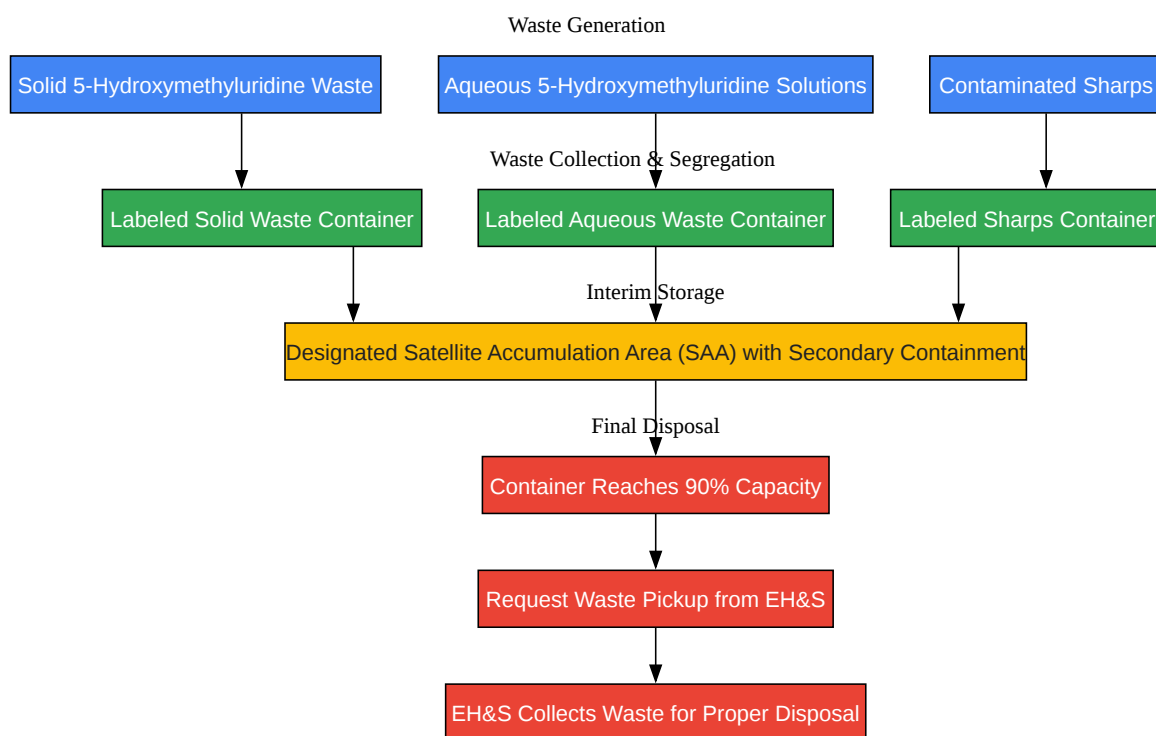 Waste Generation
Solid 5-Hydroxymethyluridine Waste
Aqueous 5-Hydroxymethyluridine Solutions
Contaminated Sharps
Waste Collection & Segregation
Labeled Solid Waste Container
Labeled Aqueous Waste Container
Labeled Sharps Container
Interim Storage
Designated Satellite Accumulation Area (SAA) with Secondary Containment
Final Disposal
Container Reaches 90% Capacity
Request Waste Pickup from EH&S
EH&S Collects Waste for Proper Disposal